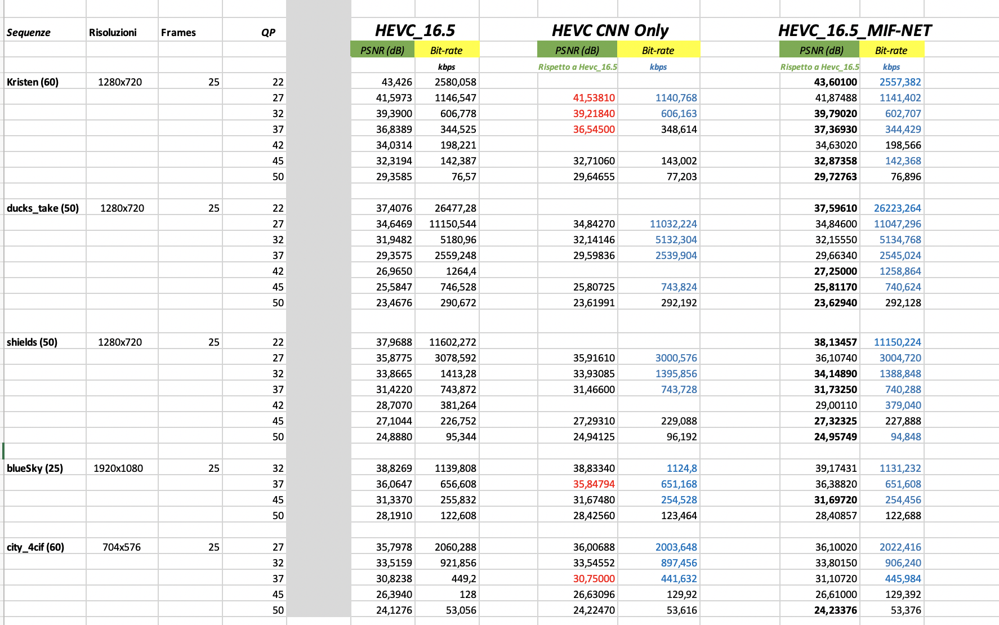 HEVC_16.5 HEVC CNN Only HEVC_16.5_MIF-NET
Sequenze Risoluzioni Frames QP
PSNR (dB) Bit-rate PSNR (dB) Bit-rate PSNR (dB) Bit-rate
kbps Rispetto a Hevc_16.5 kbps Rispetto a Hevc_16.5 kbps
Kristen (60) 1280x720 25 22 43,426 2580,058 43,60100 2557,382
27 41,5973 1146,547 41,53810 1140,768 41,87488 1141,402
32 39,3900 606,778 39,21840 606,163 39,79020 602,707
37 36,8389 344,525 36,54500 348,614 37,36930 344,429
42 34,0314 198,221 34,63020 198,566
45 32,3194 142,387 32,71060 143,002 32,87358 142,368
50 29,3585 76,57 29,64655 77,203 29,72763 76,896
ducks_take (50) 1280x720 25 22 37,4076 26477,28 37,59610 26223,264
27 34,6469 11150,544 34,84270 11032,224 34,84600 11047,296
32 31,9482 5180,96 32,14146 5132,304 32,15550 5134,768
37 29,3575 2559,248 29,59836 2539,904 29,66340 2545,024
42 26,9650 1264,4 27,25000 1258,864
45 25,5847 746,528 25,80725 743,824 25,81170 740,624
50 23,4676 290,672 23,61991 292,192 23,62940 292,128
shields (50) 1280x720 25 22 37,9688 11602,272 38,13457 11150,224
27 35,8775 3078,592 35,91610 3000,576 36,10740 3004,720
32 33,8665 1413,28 33,93085 1395,856 34,14890 1388,848
37 31,4220 743,872 31,46600 743,728 31,73250 740,288
42 28,7070 381,264 29,00110 379,040
45 27,1044 226,752 27,29310 229,088 27,32325 227,888
50 24,8880 95,344 24,94125 96,192 24,95749 94,848
blueSky (25) 1920x1080 25 32 38,8269 1139,808 38,83340 1124,8 39,17431 1131,232
37 36,0647 656,608 35,84794 651,168 36,38820 651,608
45 31,3370 255,832 31,67480 254,528 31,69720 254,456
50 28,1910 122,608 28,42560 123,464 28,40857 122,688
city_4cif (60) 704x576 25 27 35,7978 2060,288 36,00688 2003,648 36,10020 2022,416
32 33,5159 921,856 33,54552 897,456 33,80150 906,240
37 30,8238 449,2 30,75000 441,632 31,10720 445,984
45 26,3940 128 26,63096 129,92 26,61000 129,392
50 24,1276 53,056 24,22470 53,616 24,23376 53,376